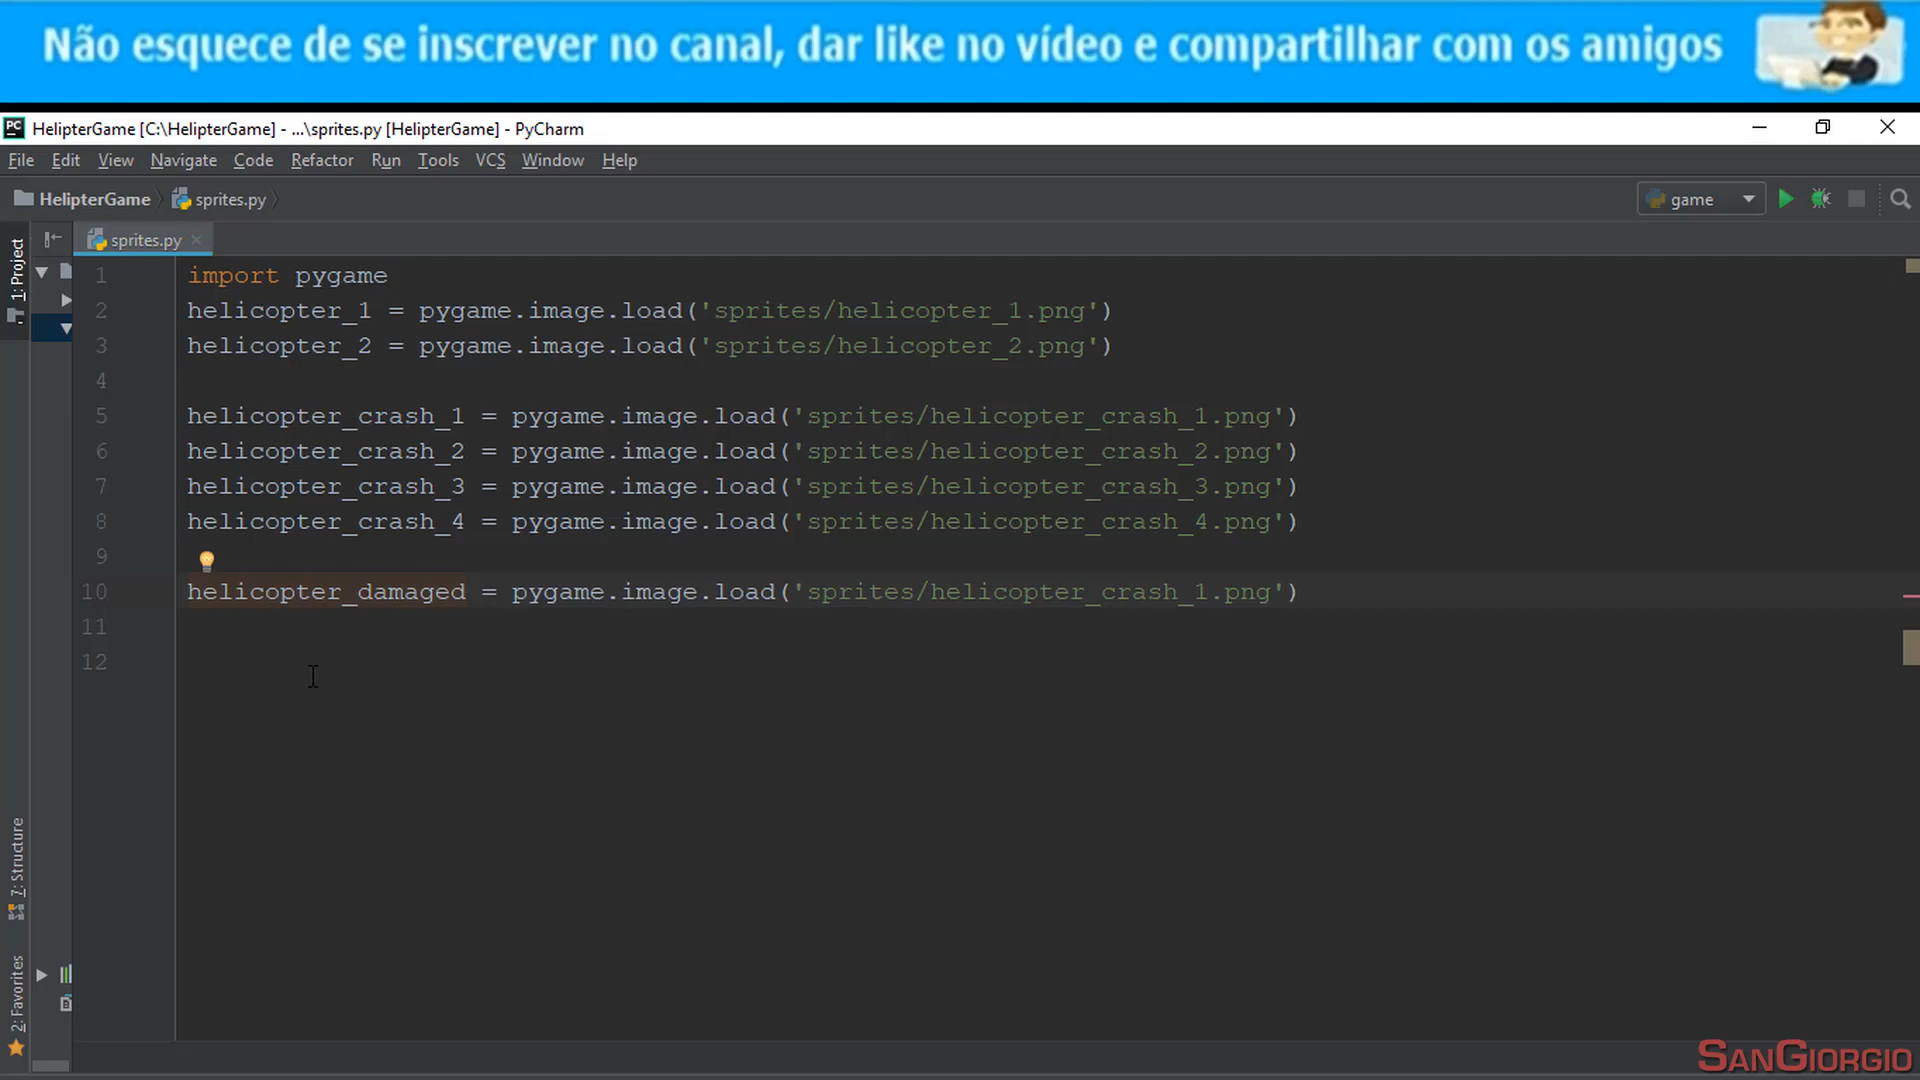 Não esquece de se inscrever no canal, dar like no vídeo e compartilhar com os amigos
HelipterGame [C:\HelipterGame] - ...\sprites.py [HelipterGame] - PyCharm
File Edit View Navigate Code Refactor Run Tools VCS Window Help
HelipterGame sprites.py game
1: Project
sprites.py
1 import pygame
2 helicopter_1 = pygame.image.load('sprites/helicopter_1.png')
3 helicopter_2 = pygame.image.load('sprites/helicopter_2.png')
4
5 helicopter_crash_1 = pygame.image.load('sprites/helicopter_crash_1.png')
6 helicopter_crash_2 = pygame.image.load('sprites/helicopter_crash_2.png')
7 helicopter_crash_3 = pygame.image.load('sprites/helicopter_crash_3.png')
8 helicopter_crash_4 = pygame.image.load('sprites/helicopter_crash_4.png')
9
10 helicopter_damaged = pygame.image.load('sprites/helicopter_crash_1.png')
11
12
7: Structure
2: Favorites
SANGIORGIO